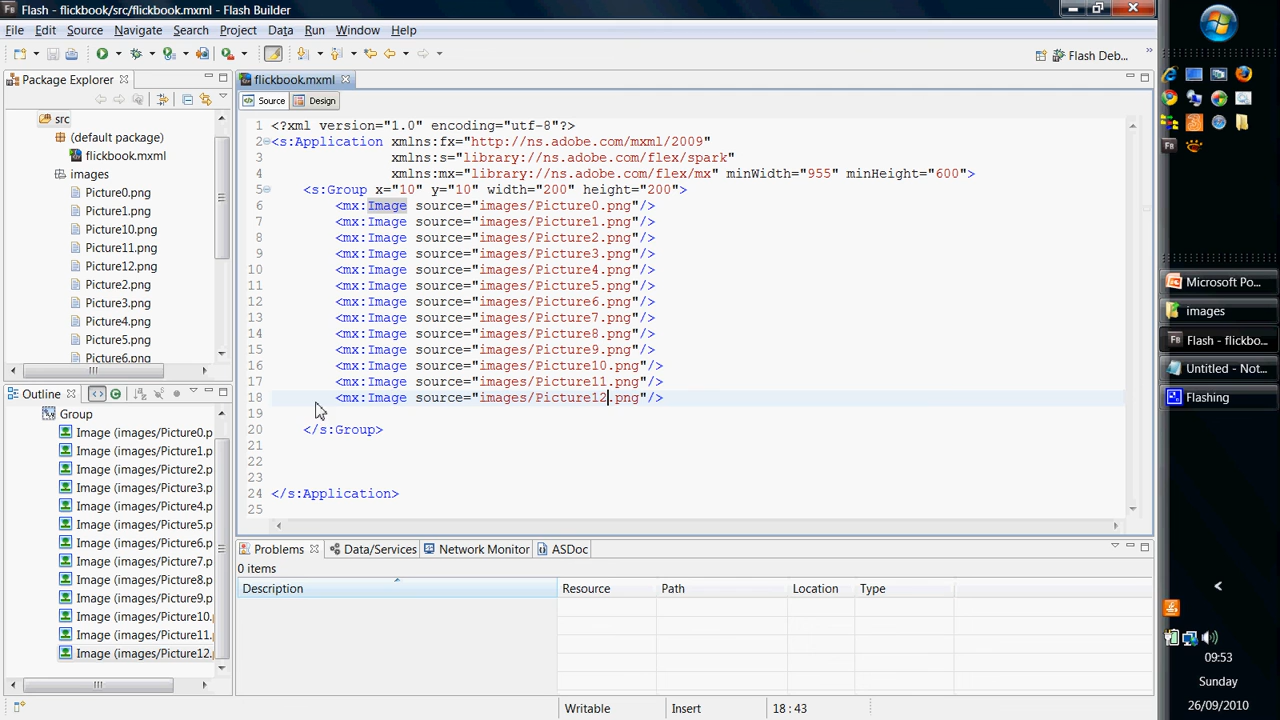 Flash - flickbook/src/flickbook.mxml - Flash Builder
File Edit Source Navigate Search Project Data Run Window Help
Flash Deb...
Package Explorer
src
(default package)
flickbook.mxml
images
Picture0.png
Picture1.png
Picture10.png
Picture11.png
Picture12.png
Picture2.png
Picture3.png
Picture4.png
Picture5.png
Picture6.png
Outline
Group
Image (images/Picture0.p
Image (images/Picture1.p
Image (images/Picture2.p
Image (images/Picture3.p
Image (images/Picture4.p
Image (images/Picture5.p
Image (images/Picture6.p
Image (images/Picture7.p
Image (images/Picture8.p
Image (images/Picture9.p
Image (images/Picture10.
Image (images/Picture11.
Image (images/Picture12.
flickbook.mxml
Source Design
1 <?xml version="1.0" encoding="utf-8"?>
2 <s:Application xmlns:fx="http://ns.adobe.com/mxml/2009"
3 xmlns:s="library://ns.adobe.com/flex/spark"
4 xmlns:mx="library://ns.adobe.com/flex/mx" minWidth="955" minHeight="600">
5 <s:Group x="10" y="10" width="200" height="200">
6 <mx:Image source="images/Picture0.png"/>
7 <mx:Image source="images/Picture1.png"/>
8 <mx:Image source="images/Picture2.png"/>
9 <mx:Image source="images/Picture3.png"/>
10 <mx:Image source="images/Picture4.png"/>
11 <mx:Image source="images/Picture5.png"/>
12 <mx:Image source="images/Picture6.png"/>
13 <mx:Image source="images/Picture7.png"/>
14 <mx:Image source="images/Picture8.png"/>
15 <mx:Image source="images/Picture9.png"/>
16 <mx:Image source="images/Picture10.png"/>
17 <mx:Image source="images/Picture11.png"/>
18 <mx:Image source="images/Picture12.png"/>
19
20 </s:Group>
21
22
23
24 </s:Application>
25
Problems Data/Services Network Monitor ASDoc
0 items
Description Resource Path Location Type
Writable Insert 18 : 43
Fb
Microsoft Po...
images
Flash - flickbo...
Untitled - Not...
Flashing
09:53
Sunday
26/09/2010